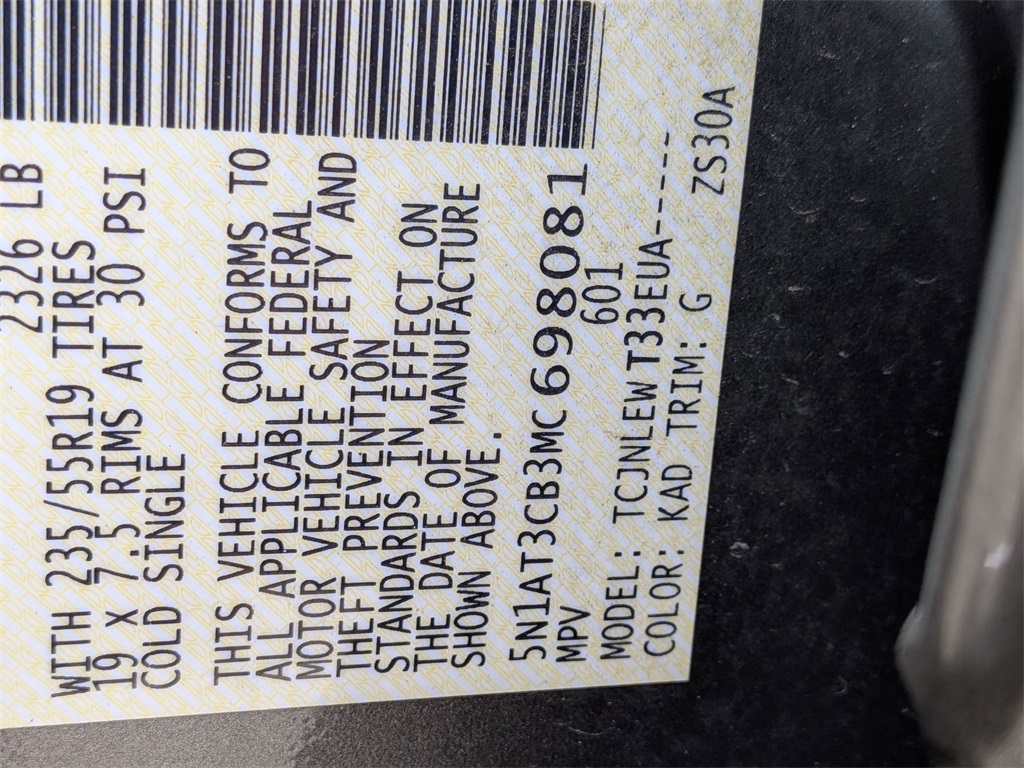 2326 LB
WITH 235/55R19 TIRES
19 X 7.5 RIMS AT 30 PSI
COLD SINGLE
THIS VEHICLE CONFORMS TO
ALL APPLICABLE FEDERAL
MOTOR VEHICLE SAFETY AND
THEFT PREVENTION
STANDARDS IN EFFECT ON
THE DATE OF MANUFACTURE
SHOWN ABOVE.
5N1AT3CB3MC698081
MPV 601
MODEL: TCJNLEWT33EUA-----
COLOR: KAD TRIM: G ZS30A